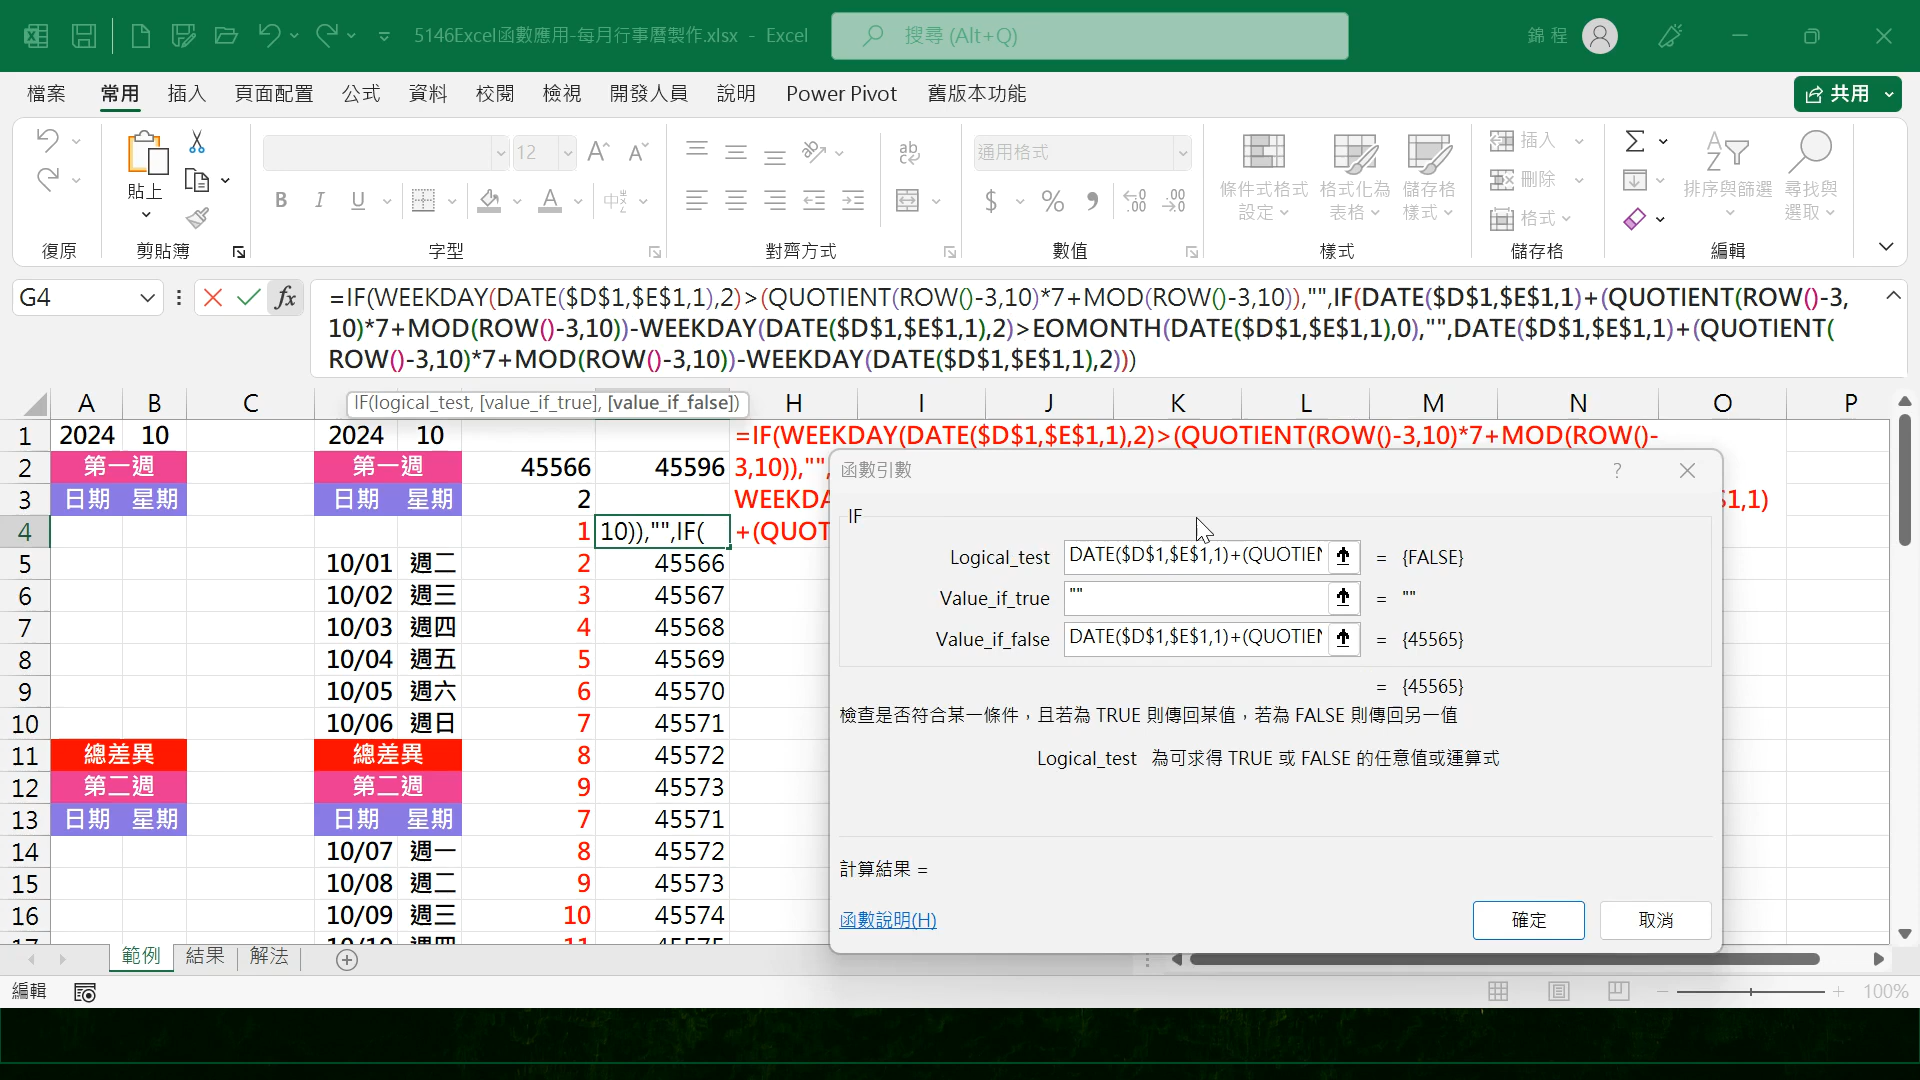 5146Excel函數應用-每月行事曆製作.xlsx - Excel
搜尋 (Alt+Q)
錦 程
檔案 常用 插入 頁面配置 公式 資料 校閱 檢視 開發人員 說明 Power Pivot 舊版本功能
共用
貼上
12
通用格式
條件式格式設定
格式化為表格
儲存格樣式
插入
刪除
格式
排序與篩選
尋找與選取
復原 剪貼簿 字型 對齊方式 數值 樣式 儲存格 編輯
G4
=IF(WEEKDAY(DATE($D$1,$E$1,1),2)>(QUOTIENT(ROW()-3,10)*7+MOD(ROW()-3,10)),"",IF(DATE($D$1,$E$1,1)+(QUOTIENT(ROW()-3,
10)*7+MOD(ROW()-3,10))-WEEKDAY(DATE($D$1,$E$1,1),2)>EOMONTH(DATE($D$1,$E$1,1),0),"",DATE($D$1,$E$1,1)+(QUOTIENT(
ROW()-3,10)*7+MOD(ROW()-3,10))-WEEKDAY(DATE($D$1,$E$1,1),2)))
IF(logical_test, [value_if_true], [value_if_false])
A B C H I J K L M N O P
1 2024 10 2024 10 =IF(WEEKDAY(DATE($D$1,$E$1,1),2)>(QUOTIENT(ROW()-3,10)*7+MOD(ROW()-
2 第一週 第一週 45566 45596 3,10)),"",
3 日期 星期 日期 星期 2 WEEKDA $1,1)
4 1 10)),"",IF( +(QUOT
5 10/01 週二 2 45566
6 10/02 週三 3 45567
7 10/03 週四 4 45568
8 10/04 週五 5 45569
9 10/05 週六 6 45570
10 10/06 週日 7 45571
11 總差異 總差異 8 45572
12 第二週 第二週 9 45573
13 日期 星期 日期 星期 7 45571
14 10/07 週一 8 45572
15 10/08 週二 9 45573
16 10/09 週三 10 45574
17 10/10 週四 11 45575
函數引數
IF
Logical_test DATE($D$1,$E$1,1)+(QUOTIEN = {FALSE}
Value_if_true "" = ""
Value_if_false DATE($D$1,$E$1,1)+(QUOTIEN = {45565}
= {45565}
檢查是否符合某一條件，且若為 TRUE 則傳回某值，若為 FALSE 則傳回另一值
Logical_test 為可求得 TRUE 或 FALSE 的任意值或運算式
計算結果 =
函數說明(H)
確定
取消
範例 結果 解法
編輯
100%